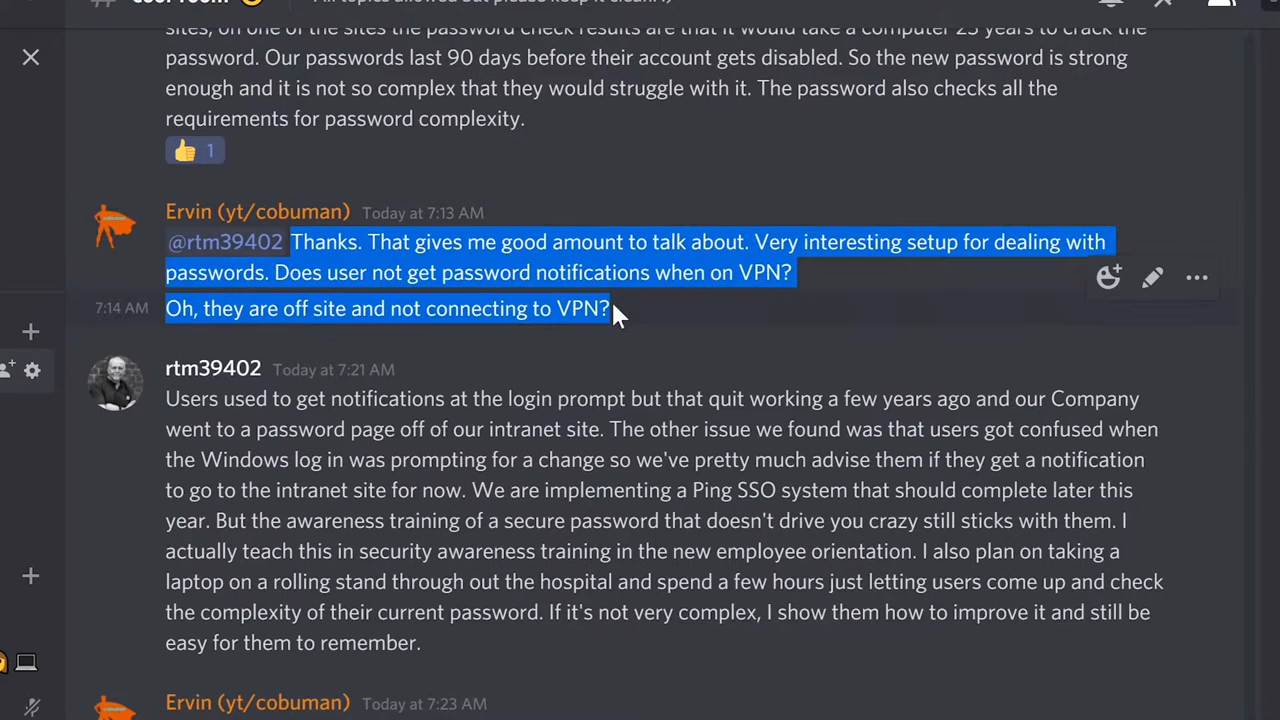 cool room
All topics allowed but please keep it clean!^)
sites, on one of the sites the password check results are that it would take a computer 25 years to crack the
password. Our passwords last 90 days before their account gets disabled. So the new password is strong
enough and it is not so complex that they would struggle with it. The password also checks all the
requirements for password complexity.
1
Ervin (yt/cobuman) Today at 7:13 AM
@rtm39402 Thanks. That gives me good amount to talk about. Very interesting setup for dealing with
passwords. Does user not get password notifications when on VPN?
7:14 AM Oh, they are off site and not connecting to VPN?
rtm39402 Today at 7:21 AM
Users used to get notifications at the login prompt but that quit working a few years ago and our Company
went to a password page off of our intranet site. The other issue we found was that users got confused when
the Windows log in was prompting for a change so we've pretty much advise them if they get a notification
to go to the intranet site for now. We are implementing a Ping SSO system that should complete later this
year. But the awareness training of a secure password that doesn't drive you crazy still sticks with them. I
actually teach this in security awareness training in the new employee orientation. I also plan on taking a
laptop on a rolling stand through out the hospital and spend a few hours just letting users come up and check
the complexity of their current password. If it's not very complex, I show them how to improve it and still be
easy for them to remember.
Ervin (yt/cobuman) Today at 7:23 AM